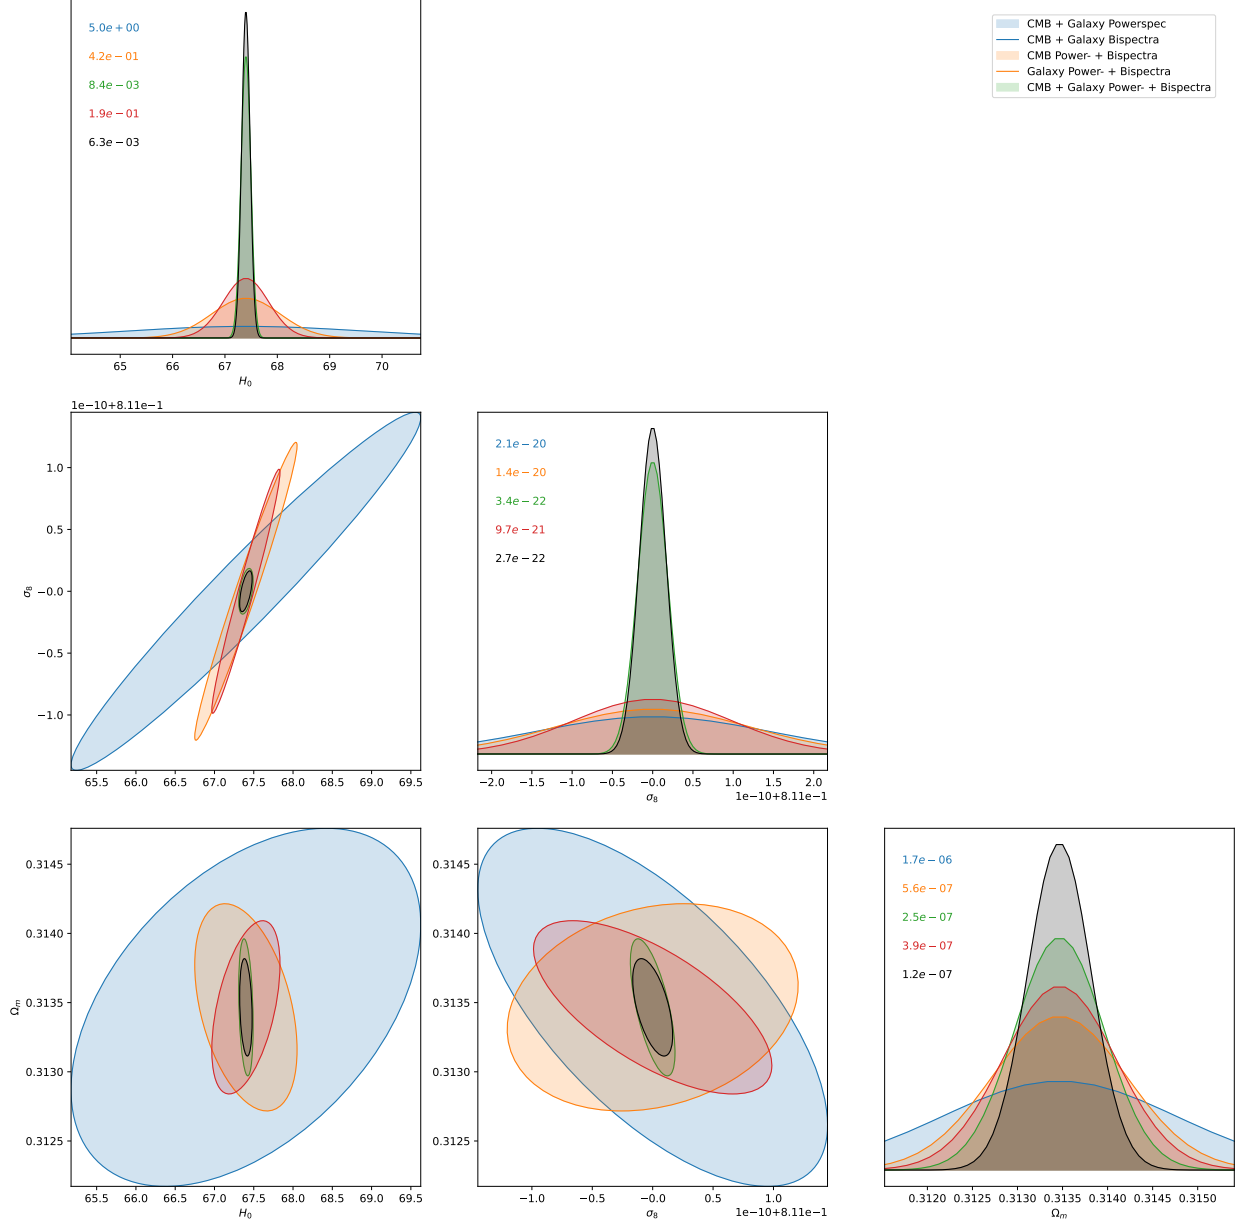 5.0e+00
4.2e−01
8.4e−03
1.9e−01
6.3e−03
65 66 67 68 69 70
H₀
CMB + Galaxy Powerspec
CMB + Galaxy Bispectra
CMB Power- + Bispectra
Galaxy Power- + Bispectra
CMB + Galaxy Power- + Bispectra
1e−10+8.11e−1
1.0
0.5
−0.0
−0.5
−1.0
σ₈
65.5 66.0 66.5 67.0 67.5 68.0 68.5 69.0 69.5
2.1e−20
1.4e−20
3.4e−22
9.7e−21
2.7e−22
−2.0 −1.5 −1.0 −0.5 −0.0 0.5 1.0 1.5 2.0
σ₈
1e−10+8.11e−1
0.3145
0.3140
0.3135
0.3130
0.3125
Ωₘ
65.5 66.0 66.5 67.0 67.5 68.0 68.5 69.0 69.5
H₀
0.3145
0.3140
0.3135
0.3130
0.3125
−1.0 −0.5 −0.0 0.5 1.0
σ₈
1e−10+8.11e−1
1.7e−06
5.6e−07
2.5e−07
3.9e−07
1.2e−07
0.3120 0.3125 0.3130 0.3135 0.3140 0.3145 0.3150
Ωₘ